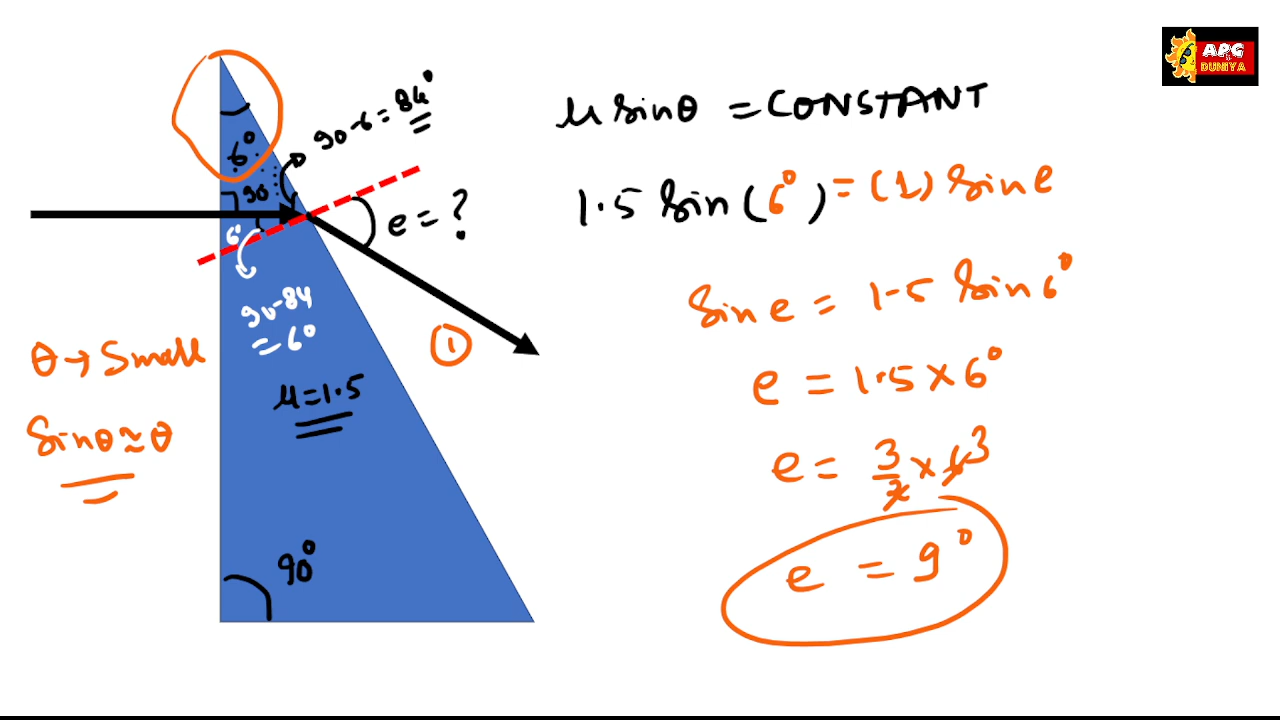 APC
DUNIYA
90-6=84°
6°
90
e = ?
6°
90-84
= 6°
μ=1.5
90°
①
θ→ Small
Sinθ≃θ
μ sinθ = CONSTANT
1.5 Sin(6°) = (1) Sin e
Sin e = 1.5 Sin 6°
e = 1.5 × 6°
e = 3/2 × 6 3
e = 9°